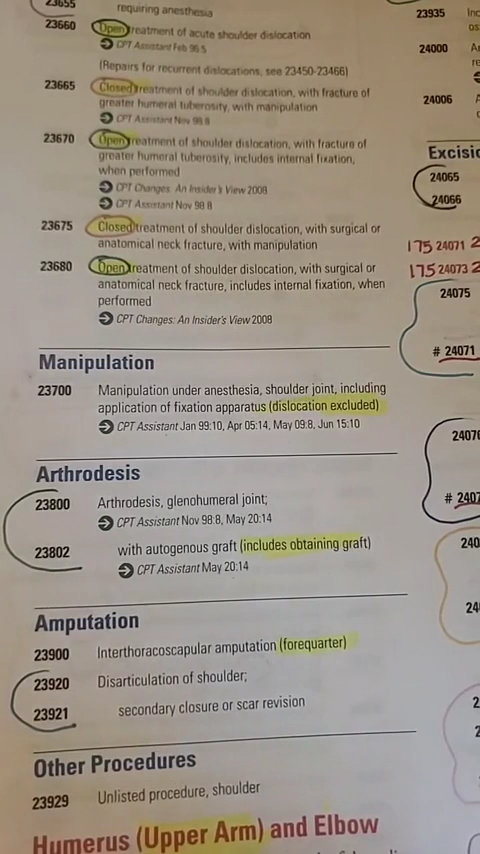 23655
requiring anesthesia
23660 Open treatment of acute shoulder dislocation
CPT Assistant Feb 96:5
(Repairs for recurrent dislocations, see 23450-23466)
23665 Closed treatment of shoulder dislocation, with fracture of
greater humeral tuberosity, with manipulation
CPT Assistant Nov 98:8
23670 Open treatment of shoulder dislocation, with fracture of
greater humeral tuberosity, includes internal fixation,
when performed
CPT Changes: An Insider's View 2008
CPT Assistant Nov 98:8
23675 Closed treatment of shoulder dislocation, with surgical or
anatomical neck fracture, with manipulation
23680 Open treatment of shoulder dislocation, with surgical or
anatomical neck fracture, includes internal fixation, when
performed
CPT Changes: An Insider's View 2008
Manipulation
23700 Manipulation under anesthesia, shoulder joint, including
application of fixation apparatus (dislocation excluded)
CPT Assistant Jan 99:10, Apr 05:14, May 09:8, Jun 15:10
Arthrodesis
23800 Arthrodesis, glenohumeral joint;
CPT Assistant Nov 98:8, May 20:14
23802 with autogenous graft (includes obtaining graft)
CPT Assistant May 20:14
Amputation
23900 Interthoracoscapular amputation (forequarter)
23920 Disarticulation of shoulder;
23921 secondary closure or scar revision
Other Procedures
23929 Unlisted procedure, shoulder
Humerus (Upper Arm) and Elbow
23935
24000
24006
24065
24066
175 24071 2
175 24073 2
24075
# 24071